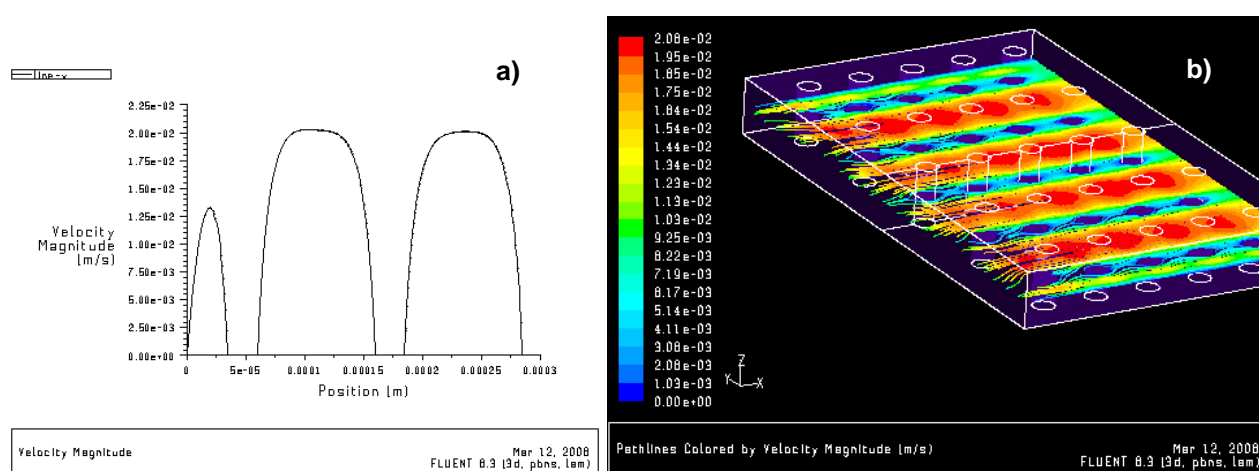 line-x
a)
2.25e-02
2.00e-02
1.75e-02
1.50e-02
1.25e-02
1.00e-02
7.50e-03
5.00e-03
2.50e-03
0.00e+00
Velocity
Magnitude
(m/s)
0 5e-05 0.0001 0.00015 0.0002 0.00025 0.0003
Position (m)
Velocity Magnitude
Mar 12, 2008
FLUENT 6.3 (3d, pbns, lam)
b)
2.08e-02
1.95e-02
1.85e-02
1.75e-02
1.64e-02
1.54e-02
1.44e-02
1.34e-02
1.23e-02
1.13e-02
1.03e-02
9.25e-03
8.22e-03
7.19e-03
6.17e-03
5.14e-03
4.11e-03
3.08e-03
2.06e-03
1.03e-03
0.00e+00
Z
Y X
Pathlines Colored by Velocity Magnitude (m/s)
Mar 12, 2008
FLUENT 6.3 (3d, pbns, lam)